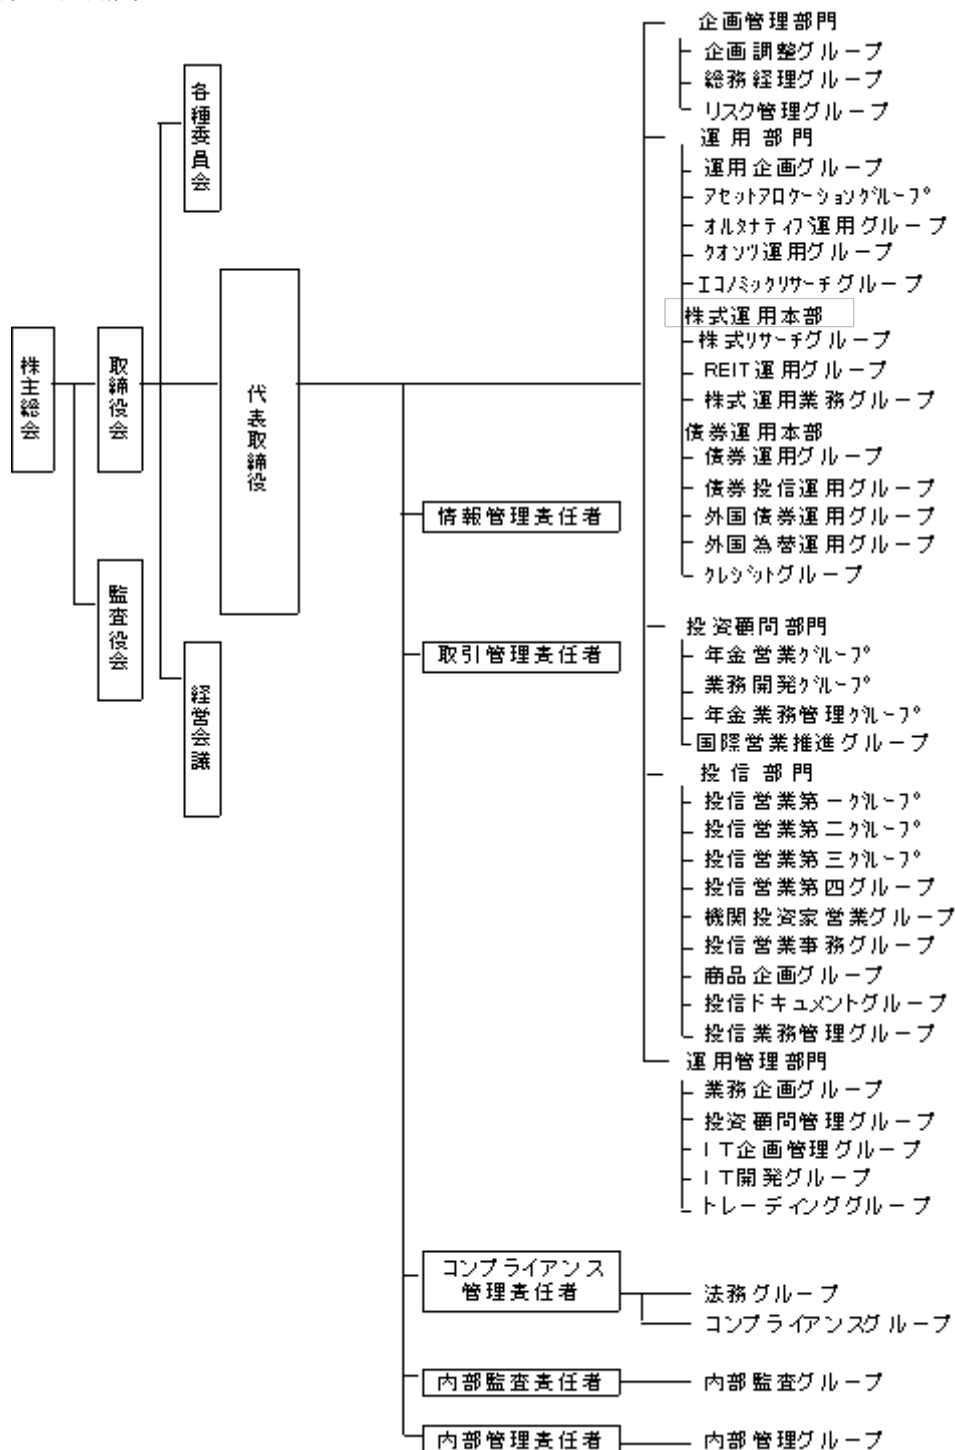 企画管理部門
企画調整グループ
総務経理グループ
リスク管理グループ
運用部門
運用企画グループ
ｱｾｯﾄｱﾛｹｰｼｮﾝｸﾞﾙｰﾌﾟ
ｵﾙﾀﾅﾃｨﾌﾞ運用グループ
ｸｵﾝﾂ運用グループ
ｴｺﾉﾐｯｸﾘｻｰﾁグループ
株式運用本部
株式ﾘｻｰﾁグループ
REIT運用グループ
株式運用業務グループ
債券運用本部
債券運用グループ
債券投信運用グループ
外国債券運用グループ
外国為替運用グループ
ｸﾚｼﾞｯﾄグループ
投資顧問部門
年金営業ｸﾞﾙｰﾌﾟ
業務開発ｸﾞﾙｰﾌﾟ
年金業務管理ｸﾞﾙｰﾌﾟ
国際営業推進グループ
投信部門
投信営業第一ｸﾞﾙｰﾌﾟ
投信営業第二ｸﾞﾙｰﾌﾟ
投信営業第三ｸﾞﾙｰﾌﾟ
投信営業第四グループ
機関投資家営業グループ
投信営業事務グループ
商品企画グループ
投信ドキュメントグループ
投信業務管理グループ
運用管理部門
業務企画グループ
投資顧問管理グループ
ＩＴ企画管理グループ
ＩＴ開発グループ
トレーディンググループ
各種委員会
株主総会
取締役会
代表取締役
監査役会
経営会議
情報管理責任者
取引管理責任者
コンプライアンス
管理責任者
法務グループ
コンプライアンスグループ
内部監査責任者
内部監査グループ
内部管理責任者
内部管理グループ